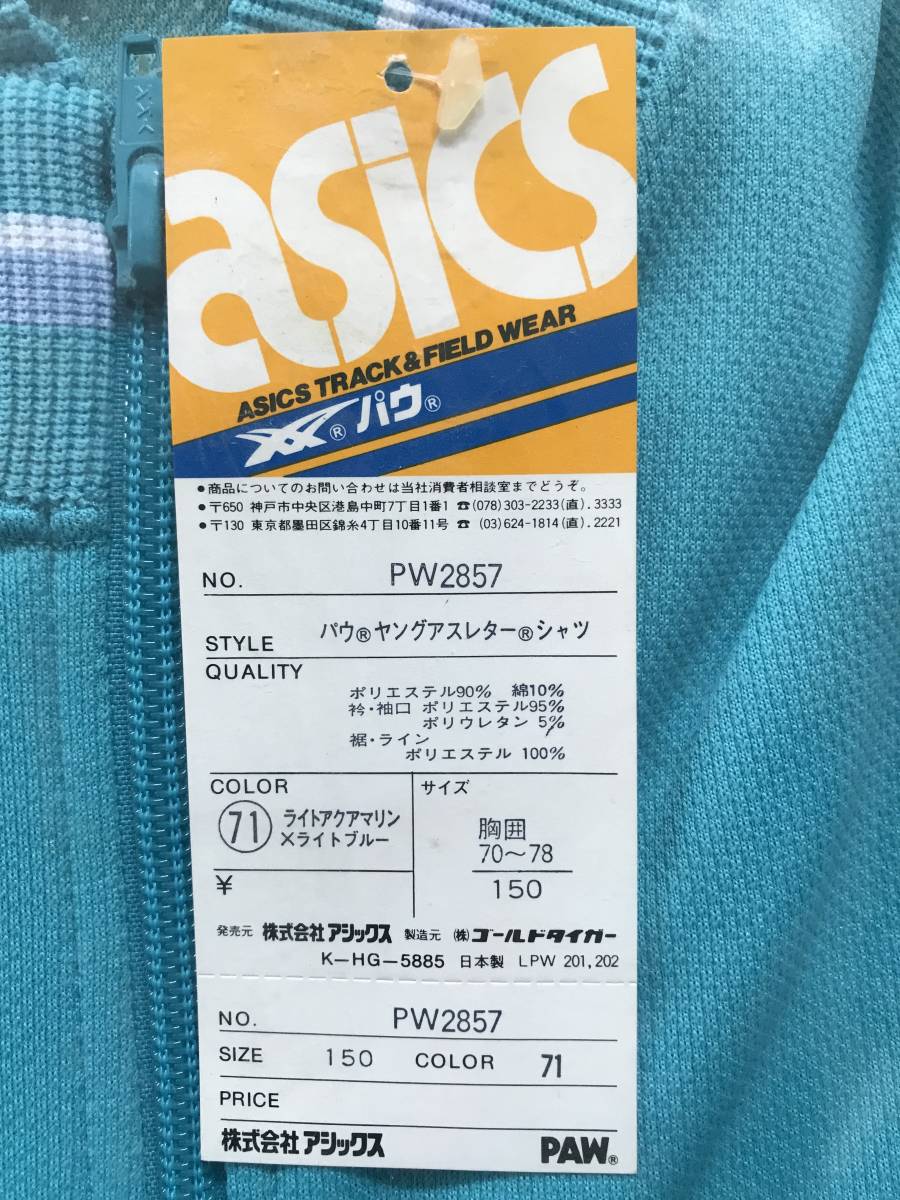 asics
ASICS TRACK & FIELD WEAR
® パウ®
●商品についてのお問い合わせは当社消費者相談室までどうぞ。
●〒650 神戸市中央区港島中町7丁目1番1 ☎(078)303-2233(直).3333
●〒130 東京都墨田区錦糸4丁目10番11号 ☎(03)624-1814(直).2221
NO. PW2857
STYLE パウ®ヤングアスレター®シャツ
QUALITY
ポリエステル90% 綿10%
衿・袖口 ポリエステル95%
ポリウレタン 5%
裾・ライン
ポリエステル 100%
COLOR サイズ
71 ライトアクアマリン
×ライトブルー
胸囲
70〜78
¥ 150
発売元 株式会社アシックス 製造元 (株)ゴールドタイガー
K-HG-5885 日本製 LPW 201,202
NO. PW2857
SIZE 150 COLOR 71
PRICE
株式会社アシックス PAW®